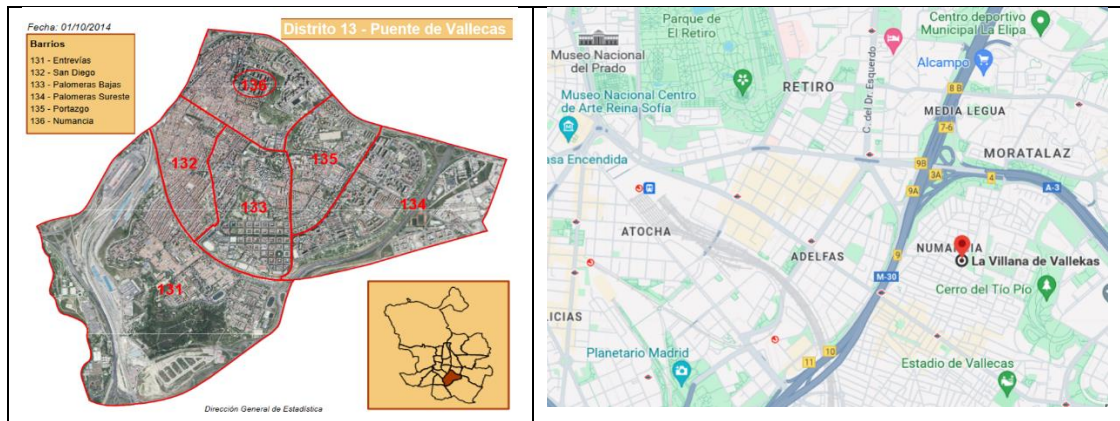 Fecha: 01/10/2014
Distrito 13 - Puente de Vallecas
Barrios
131 - Entrevías
132 - San Diego
133 - Palomeras Bajas
134 - Palomeras Sureste
135 - Portazgo
136 - Numancia
136
132
135
133
134
131
Dirección General de Estadística
Parque de
El Retiro
Centro deportivo
Municipal La Elipa
Museo Nacional
del Prado
Alcampo
C. del Dr. Esquerdo
RETIRO
Museo Nacional Centro
de Arte Reina Sofía
8 B
MEDIA LEGUA
7-6
asa Encendida
MORATALAZ
9B
3A
4
9A
A-3
ATOCHA
NUMANCIA
9
ADELFAS
La Villana de Vallekas
M-30
Cerro del Tío Pío
LICIAS
Planetario Madrid
10
11
Estadio de Vallecas